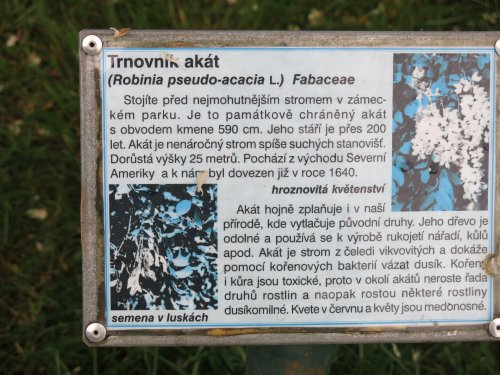 Trnovník akát
(Robinia pseudo-acacia L.) Fabaceae
Stojíte před nejmohutnějším stromem v zámec-
kém parku. Je to památkově chráněný akát
s obvodem kmene 590 cm. Jeho stáří je přes 200
let. Akát je nenáročný strom spíše suchých stanovišť.
Dorůstá výšky 25 metrů. Pochází z východu Severní
Ameriky a k nám byl dovezen již v roce 1640.
hroznovitá květenství
Akát hojně zplaňuje i v naší
přírodě, kde vytlačuje původní druhy. Jeho dřevo je
odolné a používá se k výrobě rukojetí nářadí, kůlů
apod. Akát je strom z čeledi vikvovitých a dokáže
pomocí kořenových bakterií vázat dusík. Kořeny
i kůra jsou toxické, proto v okolí akátů neroste řada
druhů rostlin a naopak rostou některé rostliny
dusíkomilné. Kvete v červnu a květy jsou medonosné.
semena v luskách